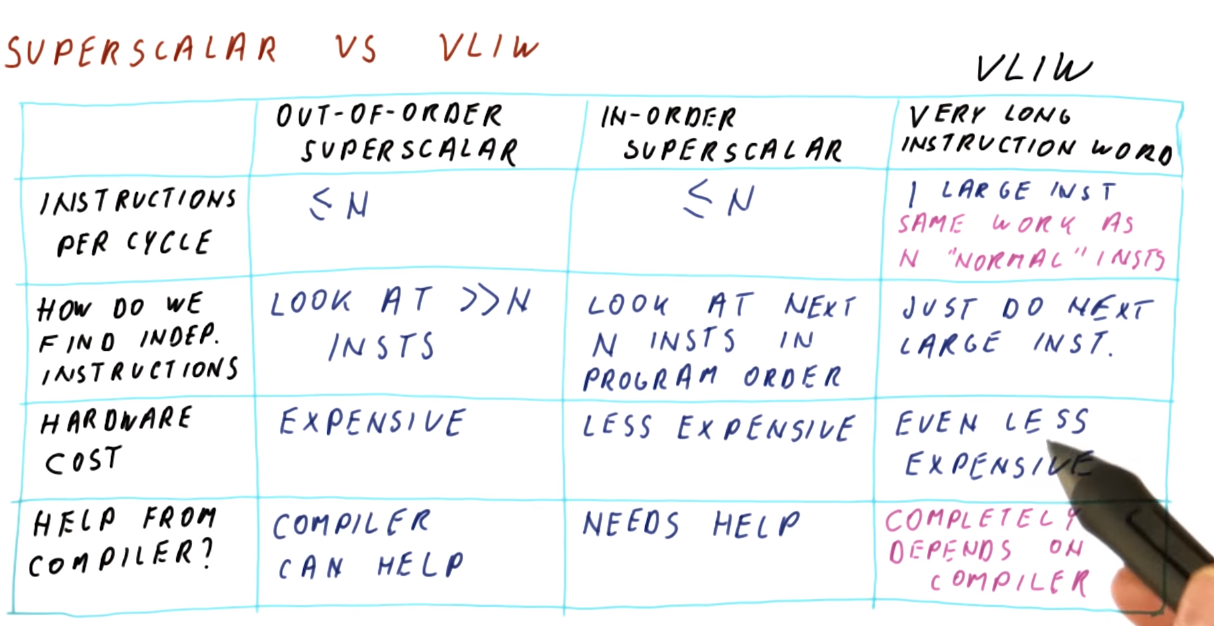 SUPERSCALAR VS VLIW
VLIW
OUT-OF-ORDER
SUPERSCALAR
IN-ORDER
SUPERSCALAR
VERY LONG
INSTRUCTION WORD
INSTRUCTIONS
PER CYCLE
≤ N
≤ N
1 LARGE INST
SAME WORK AS
N "NORMAL" INSTS
HOW DO WE
FIND INDEP.
INSTRUCTIONS
LOOK AT >>N
INSTS
LOOK AT NEXT
N INSTS IN
PROGRAM ORDER
JUST DO NEXT
LARGE INST.
HARDWARE
COST
EXPENSIVE
LESS EXPENSIVE
EVEN LESS
EXPENSIVE
HELP FROM
COMPILER?
COMPILER
CAN HELP
NEEDS HELP
COMPLETELY
DEPENDS ON
COMPILER